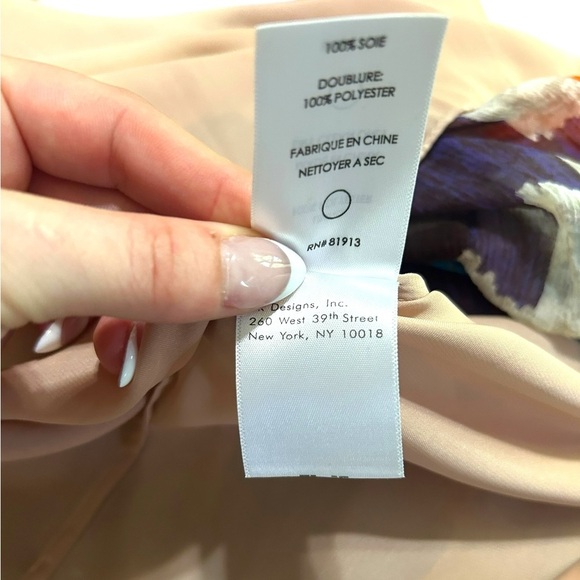 100% SOIE
DOUBLURE:
100% POLYESTER
FABRIQUE EN CHINE
NETTOYER A SEC
RN# 81913
Designs, Inc.
260 West 39th Street
New York, NY 10018